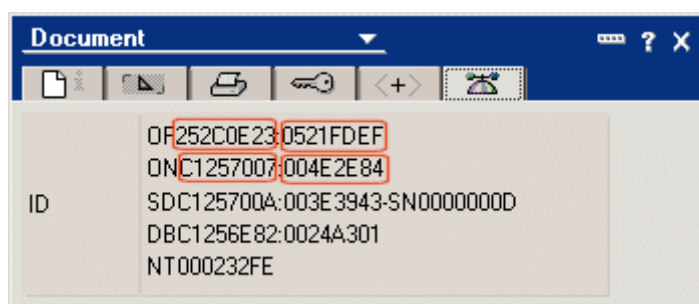 Document
?
X
<+>
OF252C0E23:0521FDEF
ONC1257007:004E2E84
ID
SDC125700A:003E3943-SN0000000D
DBC1256E82:0024A301
NT000232FE